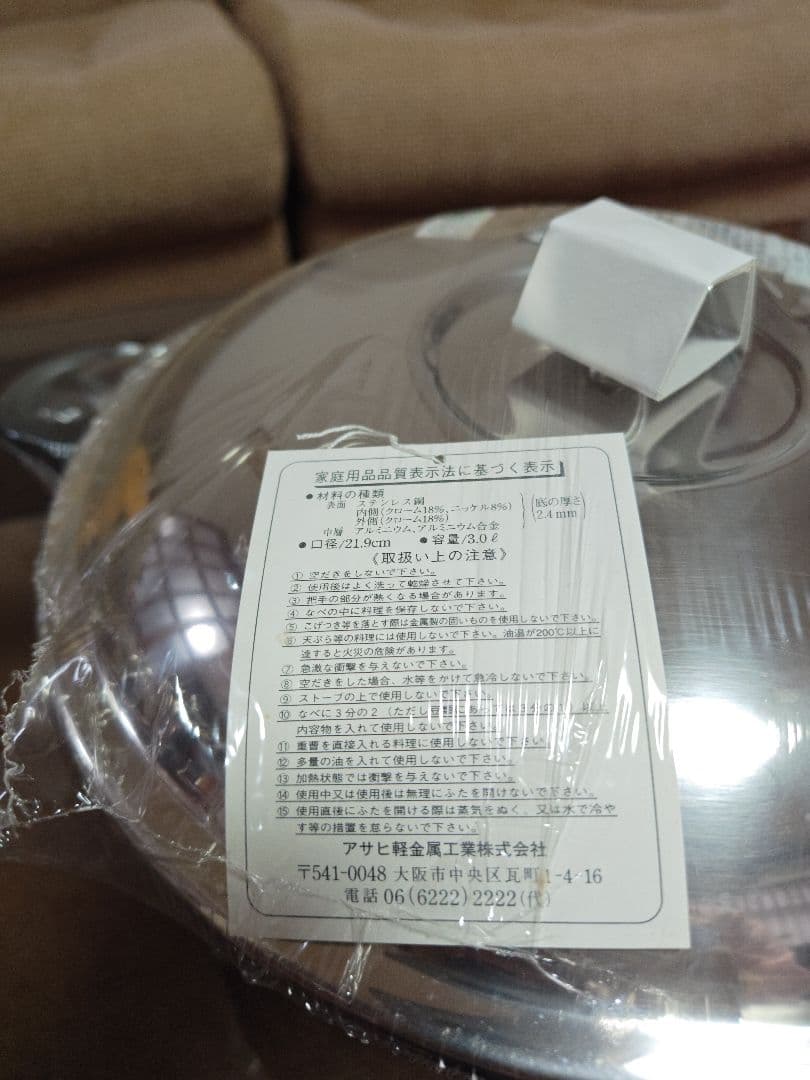 家庭用品品質表示法に基づく表示
●材料の種類
表面 ステンレス鋼
内側(クローム18%、ニッケル8%)
外側(クローム18%)
中層 アルミニウム、アルミニウム合金
底の厚さ
2.4mm
●口径/21.9cm ●容量/3.0ℓ
《取扱い上の注意》
① 空だきをしないで下さい。
② 使用後はよく洗って乾燥させて下さい。
③ 把手の部分が熱くなる場合があります。
④ なべの中に料理を保存しないで下さい。
⑤ こげつき等を落とす際は金属製の固いものを使用しないで下さい。
⑥ 天ぷら等の料理には使用しないで下さい。油温が200℃以上に
達すると火災の危険があります。
⑦ 急激な衝撃を与えないで下さい。
⑧ 空だきをした場合、水等をかけて急冷しないで下さい。
⑨ ストーブの上で使用しないで下さい。
⑩ なべに3分の2(ただし豆類にあっては3分の1)以上
内容物を入れて使用しないで下さい。
⑪ 重曹を直接入れる料理に使用しないで下さい
⑫ 多量の油を入れて使用しないで下さい。
⑬ 加熱状態では衝撃を与えないで下さい。
⑭ 使用中又は使用後は無理にふたを開けないで下さい。
⑮ 使用直後にふたを開ける際は蒸気をぬく、又は水で冷や
す等の措置を怠らないで下さい。
アサヒ軽金属工業株式会社
〒541-0048 大阪市中央区瓦町1-4-16
電話 06(6222)2222(代)